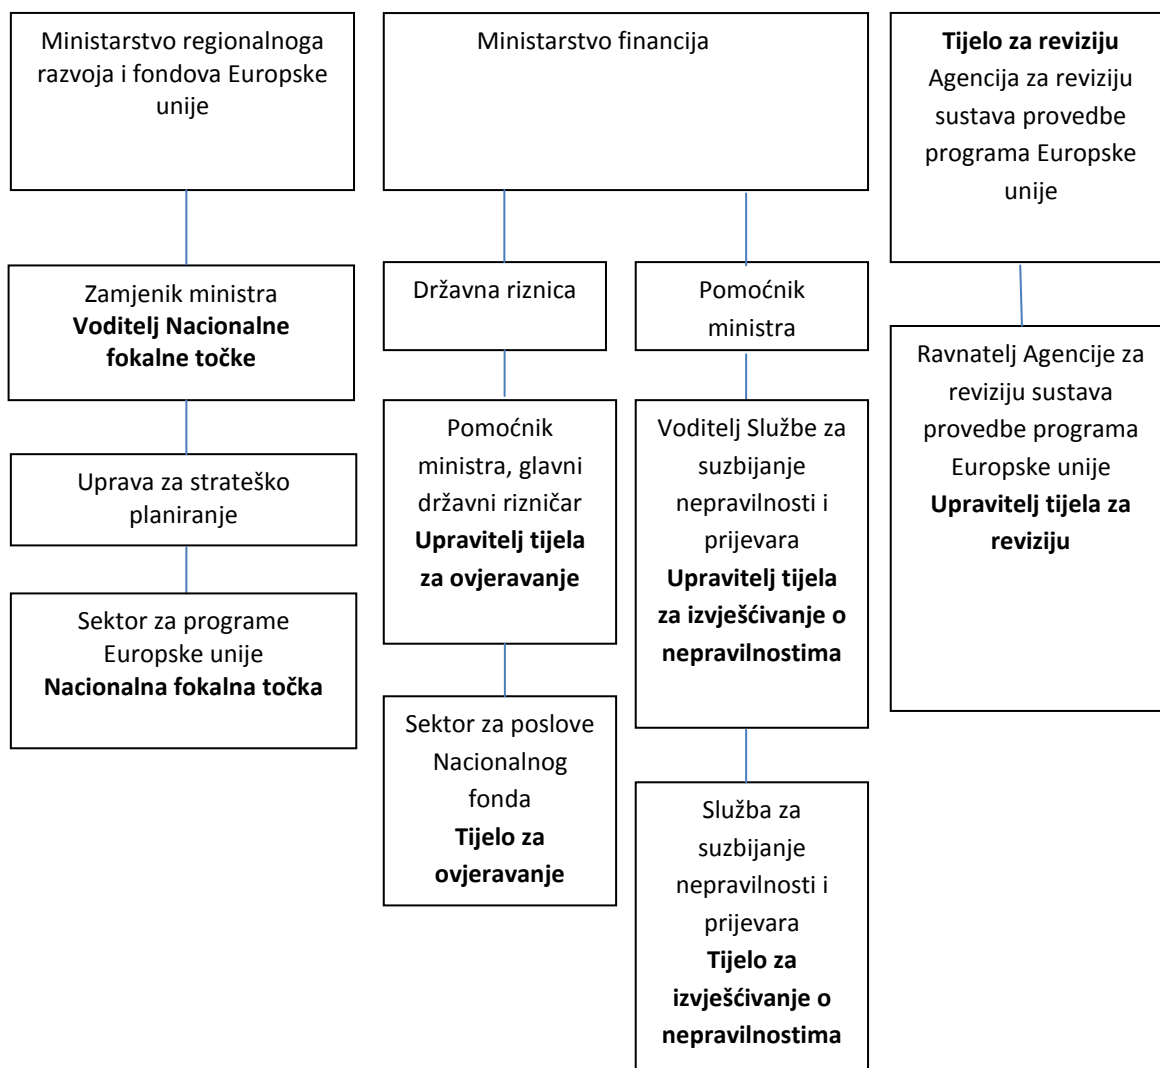 Ministarstvo regionalnoga
razvoja i fondova Europske
unije
Zamjenik ministra
Voditelj Nacionalne
fokalne točke
Uprava za strateško
planiranje
Sektor za programe
Europske unije
Nacionalna fokalna točka
Ministarstvo financija
Državna riznica
Pomoćnik
ministra, glavni
državni rizničar
Upravitelj tijela
za ovjeravanje
Sektor za poslove
Nacionalnog
fonda
Tijelo za
ovjeravanje
Pomoćnik
ministra
Voditelj Službe za
suzbijanje
nepravilnosti i
prijevara
Upravitelj tijela
za izvješćivanje o
nepravilnostima
Služba za
suzbijanje
nepravilnosti i
prijevara
Tijelo za
izvješćivanje o
nepravilnostima
Tijelo za reviziju
Agencija za reviziju
sustava provedbe
programa Europske
unije
Ravnatelj Agencije za
reviziju sustava
provedbe programa
Europske unije
Upravitelj tijela za
reviziju